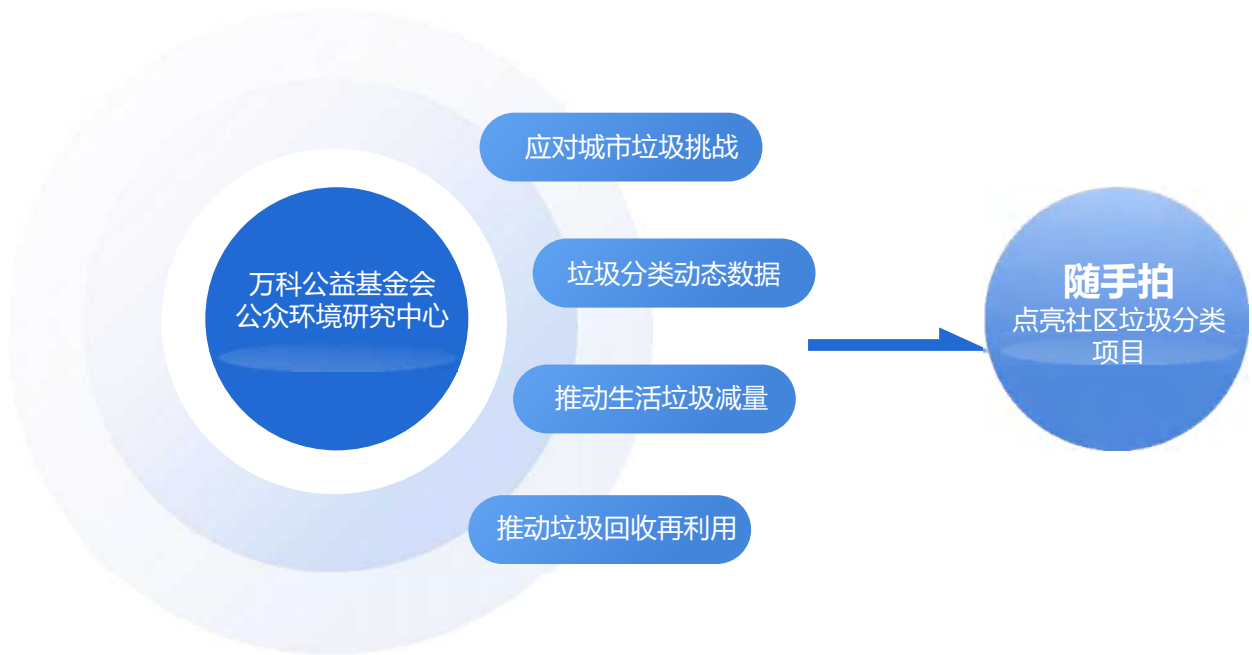 万科公益基金会
公众环境研究中心
应对城市垃圾挑战
垃圾分类动态数据
推动生活垃圾减量
推动垃圾回收再利用
随手拍
点亮社区垃圾分类
项目